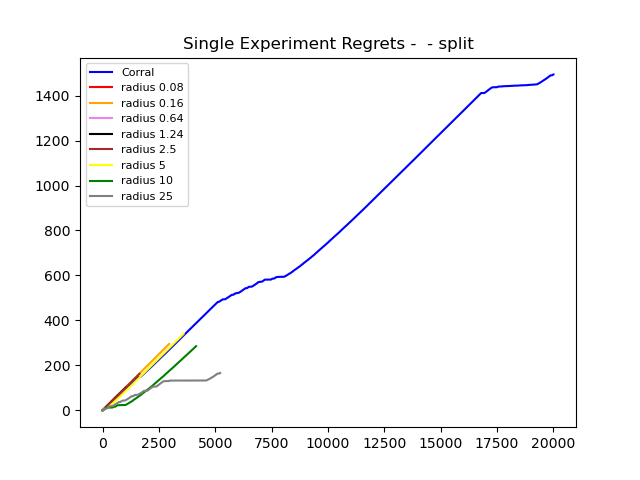 Single Experiment Regrets -  - split
Corral
radius 0.08
radius 0.16
radius 0.64
radius 1.24
radius 2.5
radius 5
radius 10
radius 25
1400
1200
1000
800
600
400
200
0
0 2500 5000 7500 10000 12500 15000 17500 20000